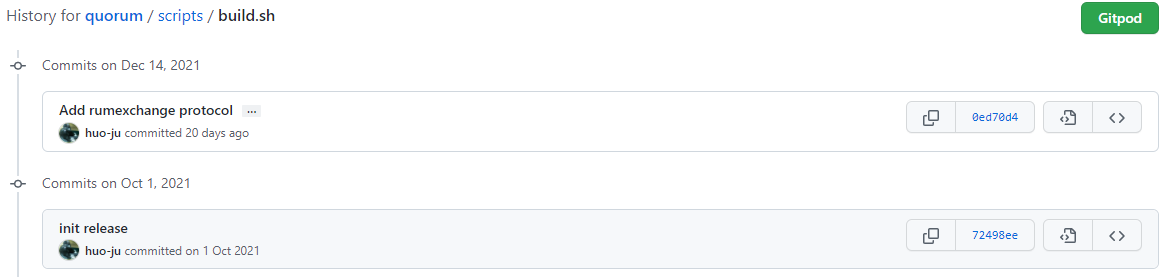 History for quorum / scripts / build.sh
Gitpod
Commits on Dec 14, 2021
Add rumexchange protocol ...
0ed70d4
huo-ju committed 20 days ago
Commits on Oct 1, 2021
init release
72498ee
huo-ju committed on 1 Oct 2021